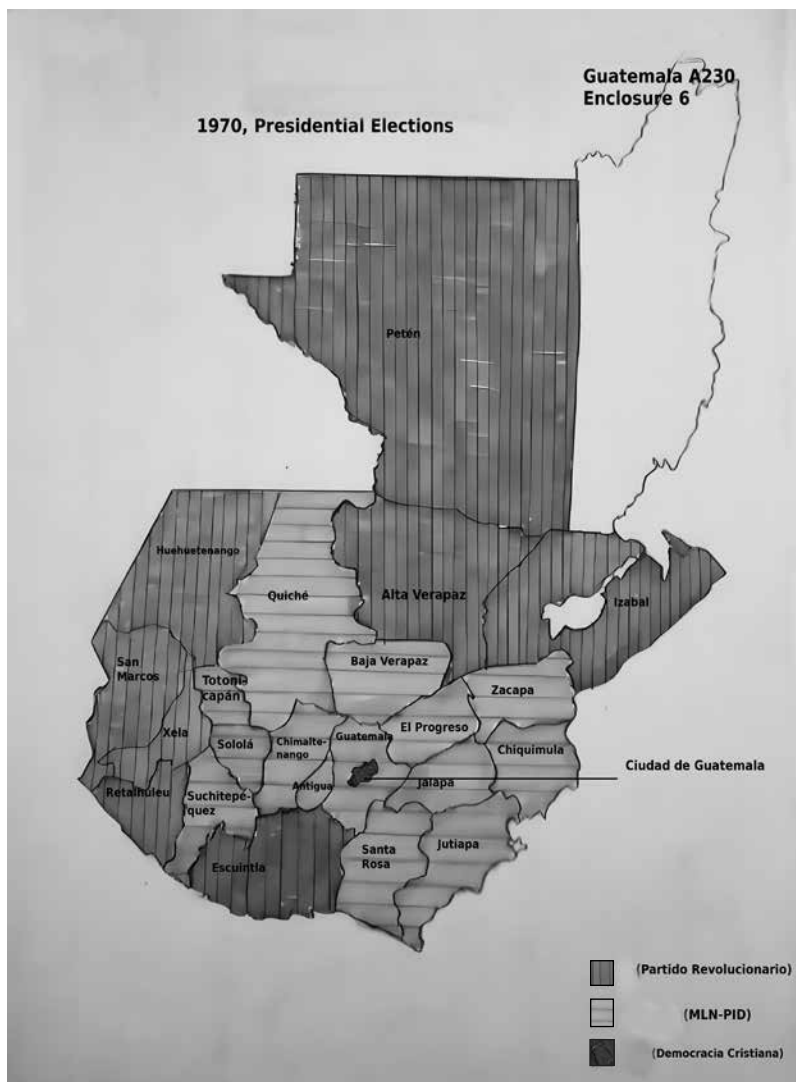 Guatemala A230
Enclosure 6
1970, Presidential Elections
Petén
Huehuetenango
Quiché
Alta Verapaz
Izabal
San
Marcos
Baja Verapaz
Totoni-
capán
Zacapa
Xela
Sololá
Chimalte-
nango
Guatemala
El Progreso
Chiquimula
Ciudad de Guatemala
Retalhuleu
Suchitepé-
quez
Antigua
Jalapa
Escuintla
Santa
Rosa
Jutiapa
(Partido Revolucionario)
(MLN-PID)
(Democracia Cristiana)